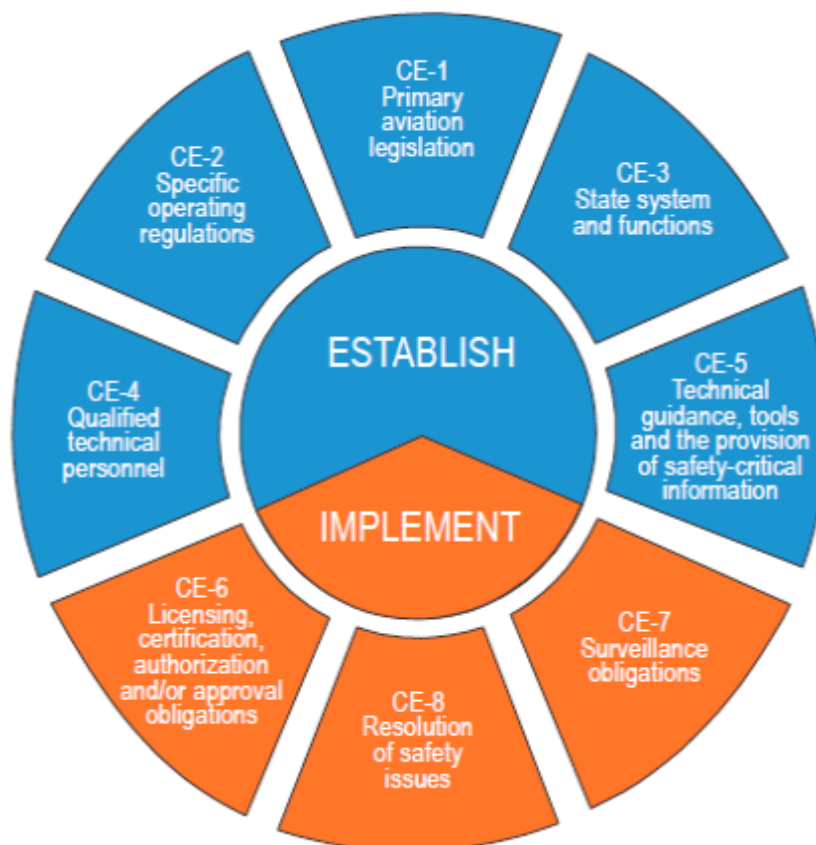 CE-1
Primary
aviation
legislation
CE-2
Specific
operating
regulations
CE-3
State system
and functions
ESTABLISH
CE-4
Qualified
technical
personnel
CE-5
Technical
guidance, tools
and the provision
of safety-critical
information
IMPLEMENT
CE-6
Licensing,
certification,
authorization
and/or approval
obligations
CE-7
Surveillance
obligations
CE-8
Resolution
of safety
issues